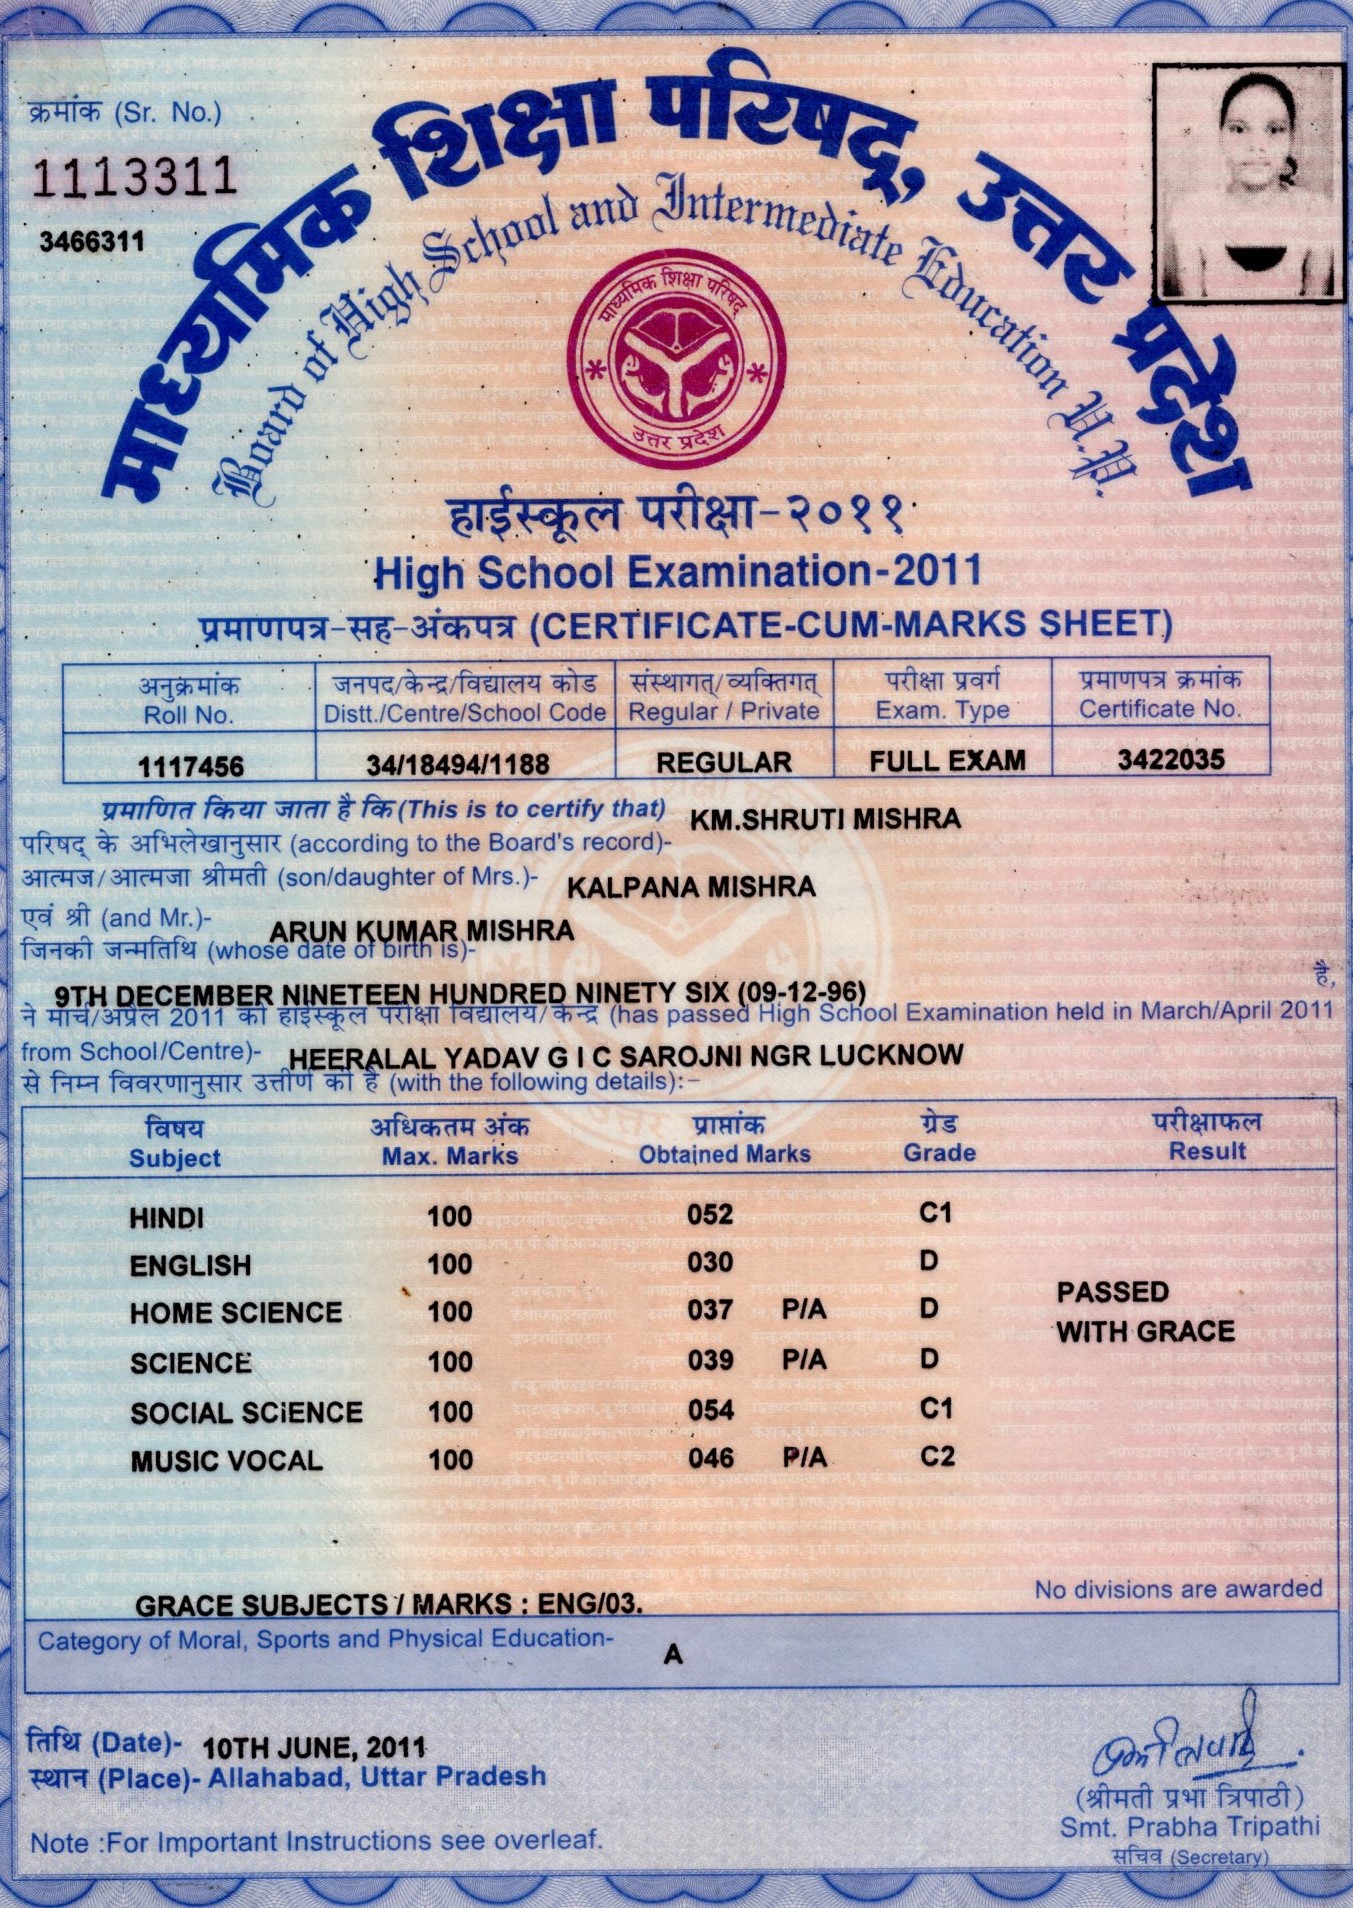 क्रमांक (Sr. No.)
1113311
3466311
माध्यमिक शिक्षा परिषद्, उत्तर प्रदेश
Board of High School and Intermediate Education U.P.
माध्यमिक शिक्षा परिषद
उत्तर प्रदेश
हाईस्कूल परीक्षा-२०११
High School Examination-2011
प्रमाणपत्र-सह-अंकपत्र (CERTIFICATE-CUM-MARKS SHEET)
अनुक्रमांक जनपद/केन्द्र/विद्यालय कोड संस्थागत्/व्यक्तिगत् परीक्षा प्रवर्ग प्रमाणपत्र क्रमांक
Roll No. Distt./Centre/School Code Regular / Private Exam. Type Certificate No.
1117456 34/18494/1188 REGULAR FULL EXAM 3422035
प्रमाणित किया जाता है कि (This is to certify that) KM.SHRUTI MISHRA
परिषद् के अभिलेखानुसार (according to the Board's record)-
आत्मज/आत्मजा श्रीमती (son/daughter of Mrs.)- KALPANA MISHRA
एवं श्री (and Mr.)- ARUN KUMAR MISHRA
जिनकी जन्मतिथि (whose date of birth is)-
9TH DECEMBER NINETEEN HUNDRED NINETY SIX (09-12-96) है,
ने मार्च/अप्रैल 2011 की हाईस्कूल परीक्षा विद्यालय/केन्द्र (has passed High School Examination held in March/April 2011
from School/Centre)- HEERALAL YADAV G I C SAROJNI NGR LUCKNOW
से निम्न विवरणानुसार उत्तीर्ण की है (with the following details):-
विषय अधिकतम अंक प्राप्तांक ग्रेड परीक्षाफल
Subject Max. Marks Obtained Marks Grade Result
HINDI 100 052 C1
ENGLISH 100 030 D
PASSED
HOME SCIENCE 100 037 P/A D
WITH GRACE
SCIENCE 100 039 P/A D
SOCIAL SCIENCE 100 054 C1
MUSIC VOCAL 100 046 P/A C2
No divisions are awarded
GRACE SUBJECTS / MARKS : ENG/03.
Category of Moral, Sports and Physical Education- A
तिथि (Date)- 10TH JUNE, 2011
स्थान (Place)- Allahabad, Uttar Pradesh
(श्रीमती प्रभा त्रिपाठी)
Smt. Prabha Tripathi
Note :For Important Instructions see overleaf.
सचिव (Secretary)